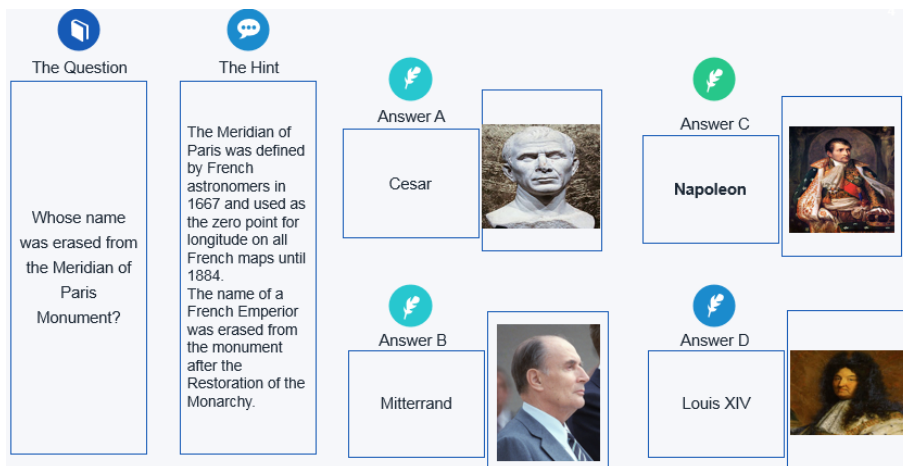 The Question
Whose name
was erased from
the Meridian of
Paris
Monument?
The Hint
The Meridian of
Paris was defined
by French
astronomers in
1667 and used as
the zero point for
longitude on all
French maps until
1884.
The name of a
French Emperior
was erased from
the monument
after the
Restoration of the
Monarchy.
Answer A
Cesar
Answer B
Mitterrand
Answer C
Napoleon
Answer D
Louis XIV